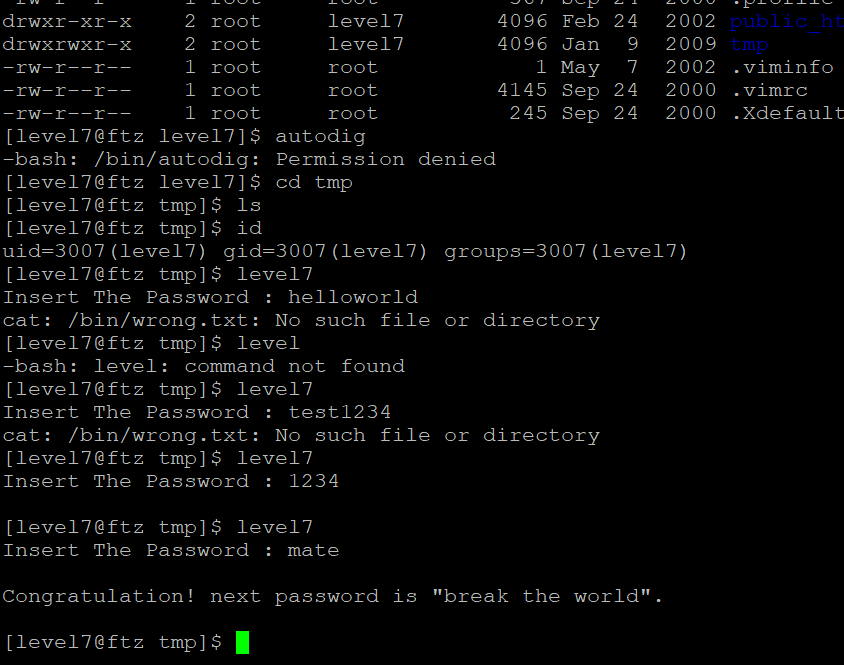 drwxr-xr-x    2 root     level7       4096 Feb 24  2002 public_ht
drwxrwxr-x    2 root     level7       4096 Jan  9  2009 tmp
-rw-r--r--    1 root     root            1 May  7  2002 .viminfo
-rw-r--r--    1 root     root         4145 Sep 24  2000 .vimrc
-rw-r--r--    1 root     root          245 Sep 24  2000 .Xdefault
[level7@ftz level7]$ autodig
-bash: /bin/autodig: Permission denied
[level7@ftz level7]$ cd tmp
[level7@ftz tmp]$ ls
[level7@ftz tmp]$ id
uid=3007(level7) gid=3007(level7) groups=3007(level7)
[level7@ftz tmp]$ level7
Insert The Password : helloworld
cat: /bin/wrong.txt: No such file or directory
[level7@ftz tmp]$ level
-bash: level: command not found
[level7@ftz tmp]$ level7
Insert The Password : test1234
cat: /bin/wrong.txt: No such file or directory
[level7@ftz tmp]$ level7
Insert The Password : 1234
[level7@ftz tmp]$ level7
Insert The Password : mate
Congratulation! next password is "break the world".
[level7@ftz tmp]$